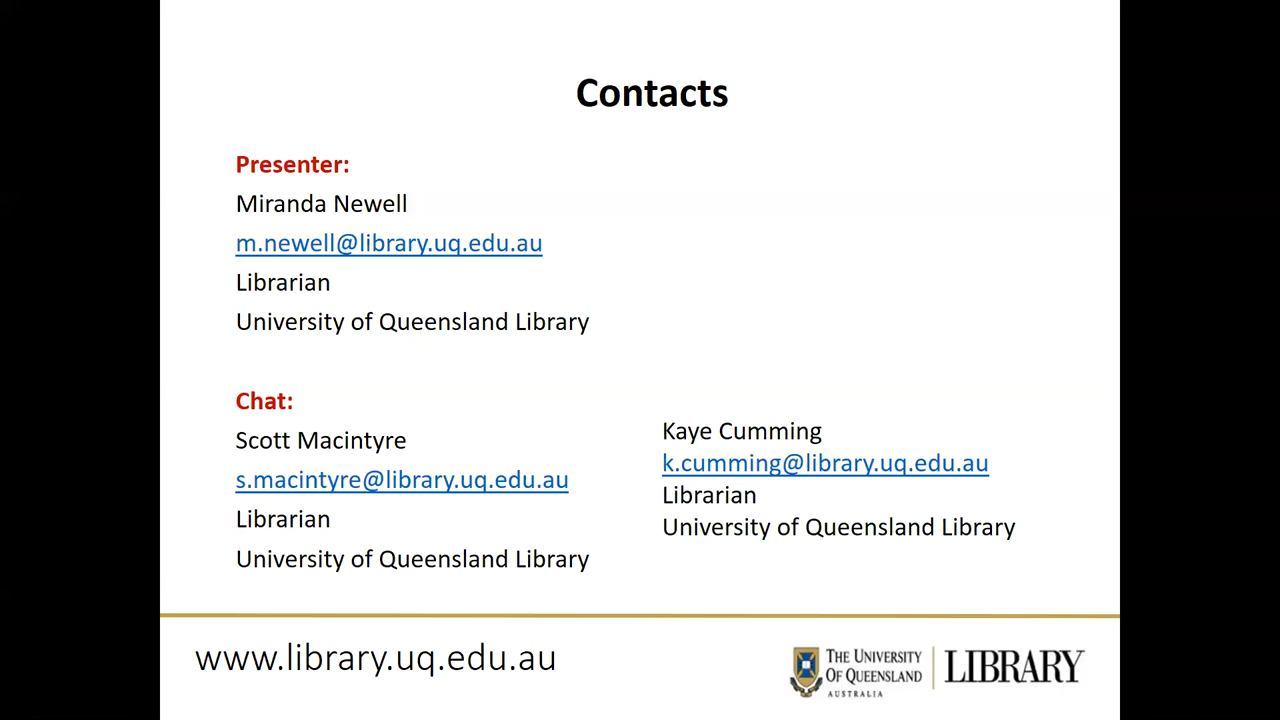 Contacts
Presenter:
Miranda Newell
m.newell@library.uq.edu.au
Librarian
University of Queensland Library
Chat:
Scott Macintyre
s.macintyre@library.uq.edu.au
Librarian
University of Queensland Library
Kaye Cumming
k.cumming@library.uq.edu.au
Librarian
University of Queensland Library
www.library.uq.edu.au
THE UNIVERSITY
OF QUEENSLAND
AUSTRALIA
LIBRARY